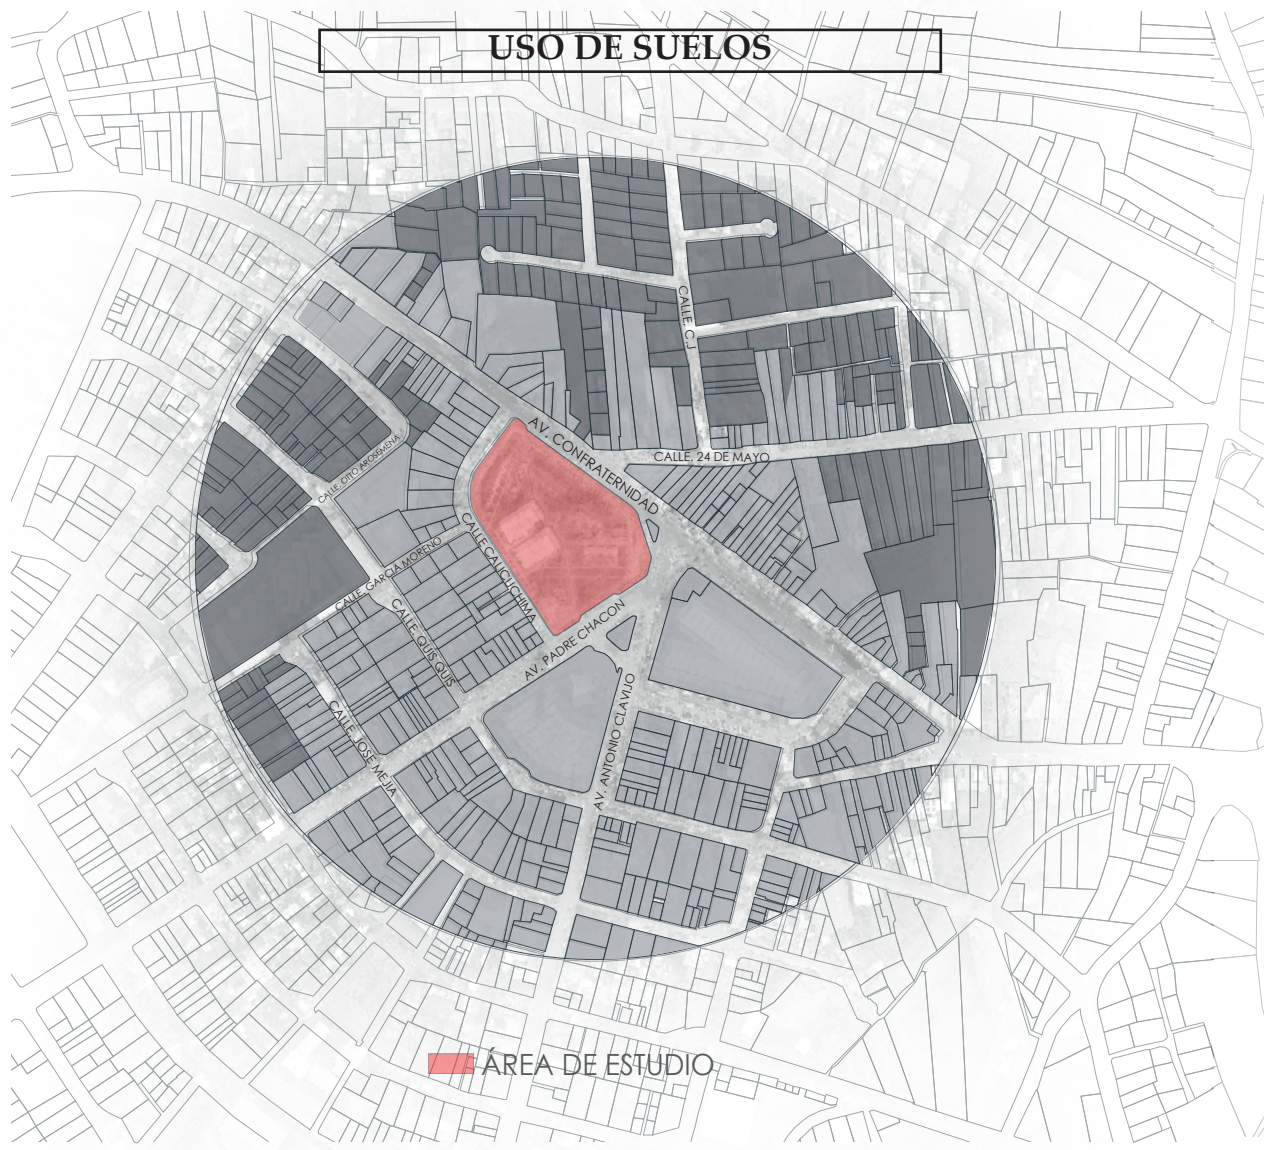 USO DE SUELOS
CALLE C.J
AV. CONFRATERNIDAD
CALLE. 24 DE MAYO
CALLE. OTO AROSEMENA
CALLE CALICUCHIMA
CALLE. GARCIA MORENO
CALLE. QUIS QUIS
AV. PADRE CHACON
AV. ANTONIO CLAVIJO
CALLE. JOSE MEJIA
ÁREA DE ESTUDIO